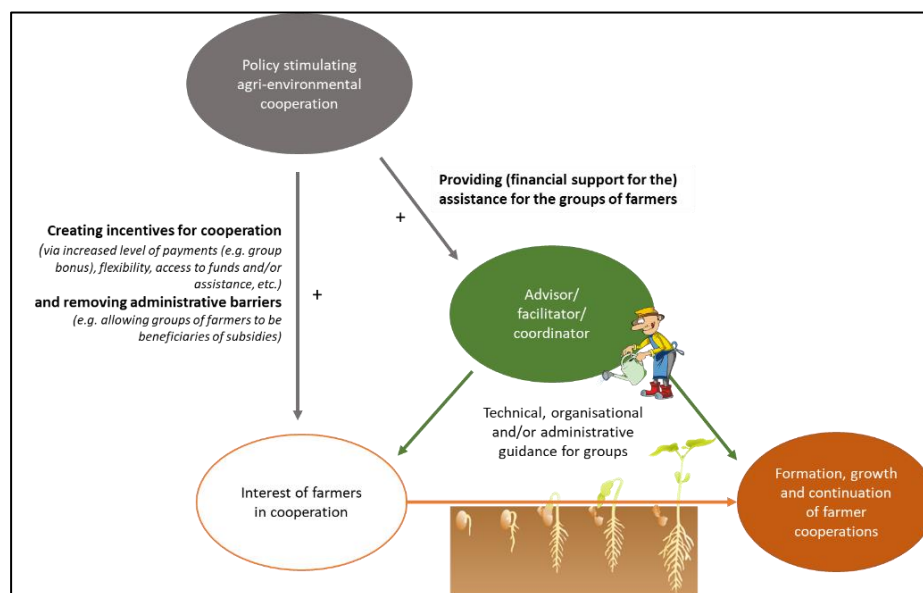 Policy stimulating
agri-environmental
cooperation
Providing (financial support for the)
assistance for the groups of farmers
+
Creating incentives for cooperation
(via increased level of payments (e.g. group
bonus), flexibility, access to funds and/or
assistance, etc.)
and removing administrative barriers
(e.g. allowing groups of farmers to be
beneficiaries of subsidies)
+
Advisor/
facilitator/
coordinator
Technical, organisational
and/or administrative
guidance for groups
Interest of farmers
in cooperation
Formation, growth
and continuation
of farmer
cooperations